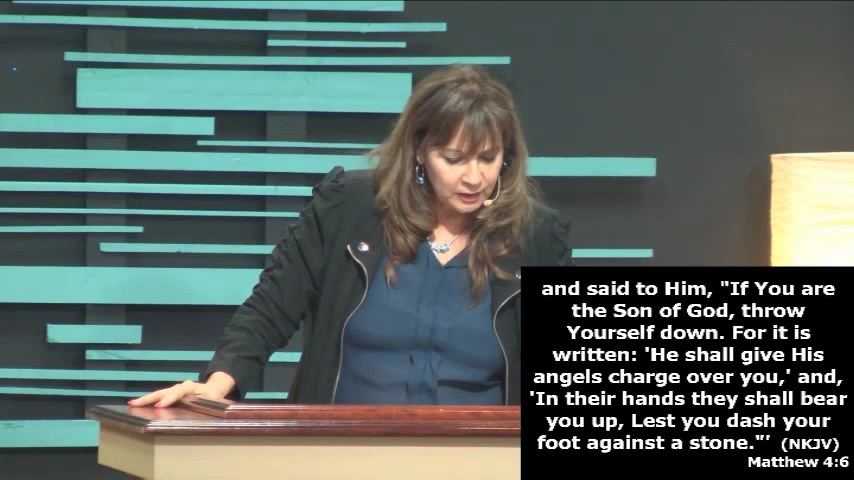 and said to Him, "If You are
the Son of God, throw
Yourself down. For it is
written: 'He shall give His
angels charge over you,' and,
'In their hands they shall bear
you up, Lest you dash your
foot against a stone."' (NKJV)
Matthew 4:6